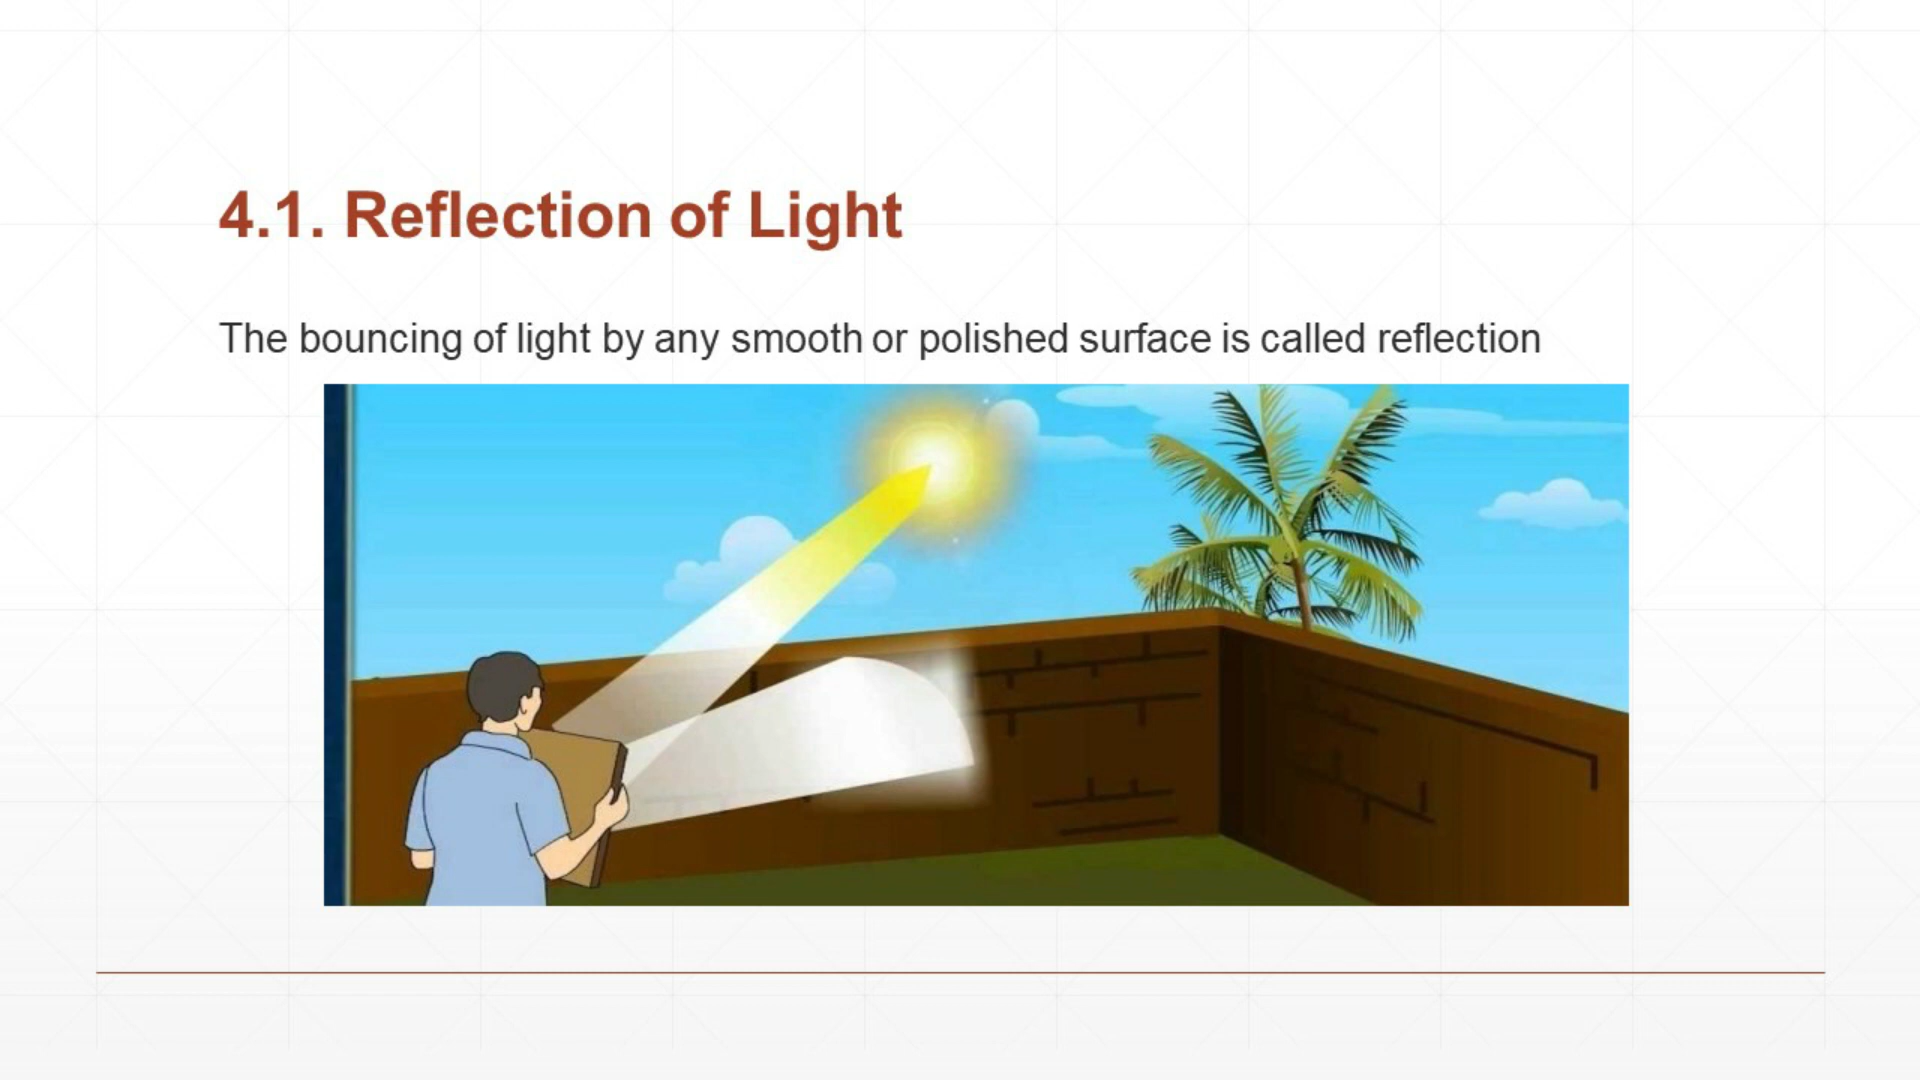 4.1. Reflection of Light
The bouncing of light by any smooth or polished surface is called reflection